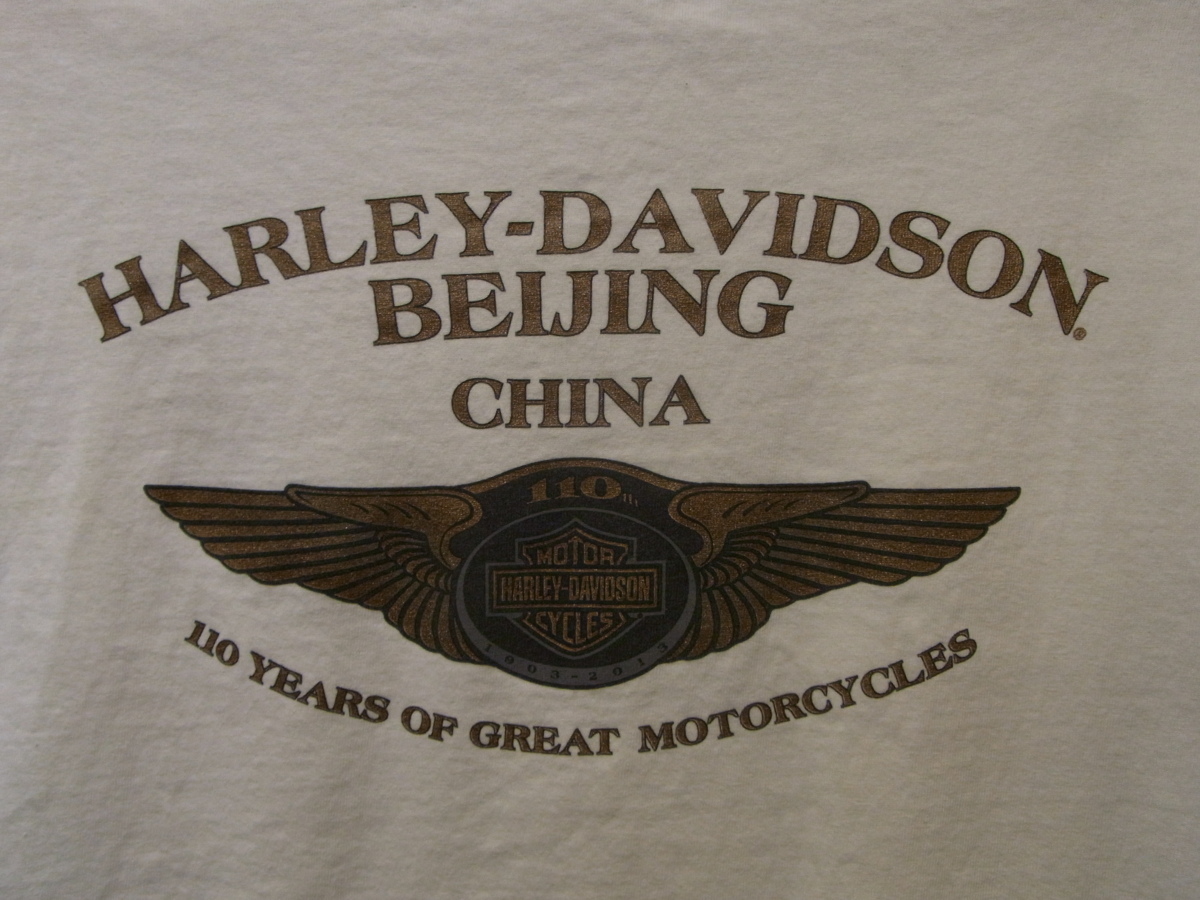 HARLEY-DAVIDSON®
BEIJING
CHINA
110TH
MOTOR
HARLEY-DAVIDSON
CYCLES
1903-2013
110 YEARS OF GREAT MOTORCYCLES